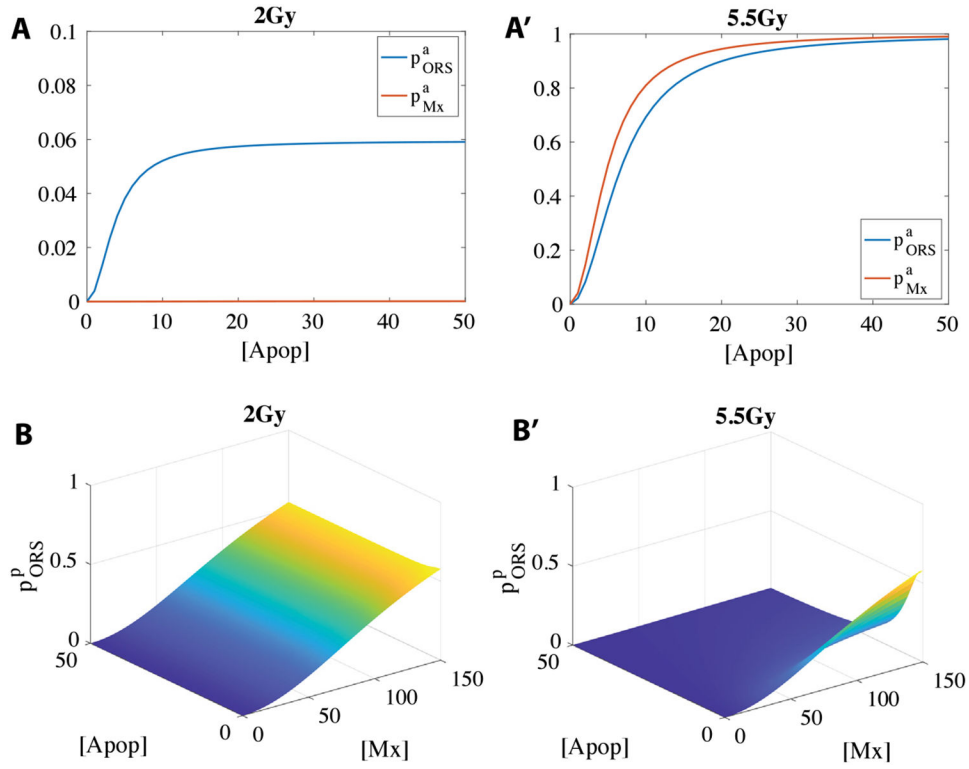 A
2Gy
0.1
0.08
0.06
0.04
0.02
0
0 10 20 30 40 50
[Apop]
p^a_ORS
p^a_Mx
A'
5.5Gy
1
0.8
0.6
0.4
0.2
0
0 10 20 30 40 50
[Apop]
p^a_ORS
p^a_Mx
B
2Gy
1
0.5
0
p^p_ORS
50
0
[Apop]
0
50
100
150
[Mx]
B'
5.5Gy
1
0.5
0
p^p_ORS
50
0
[Apop]
0
50
100
150
[Mx]